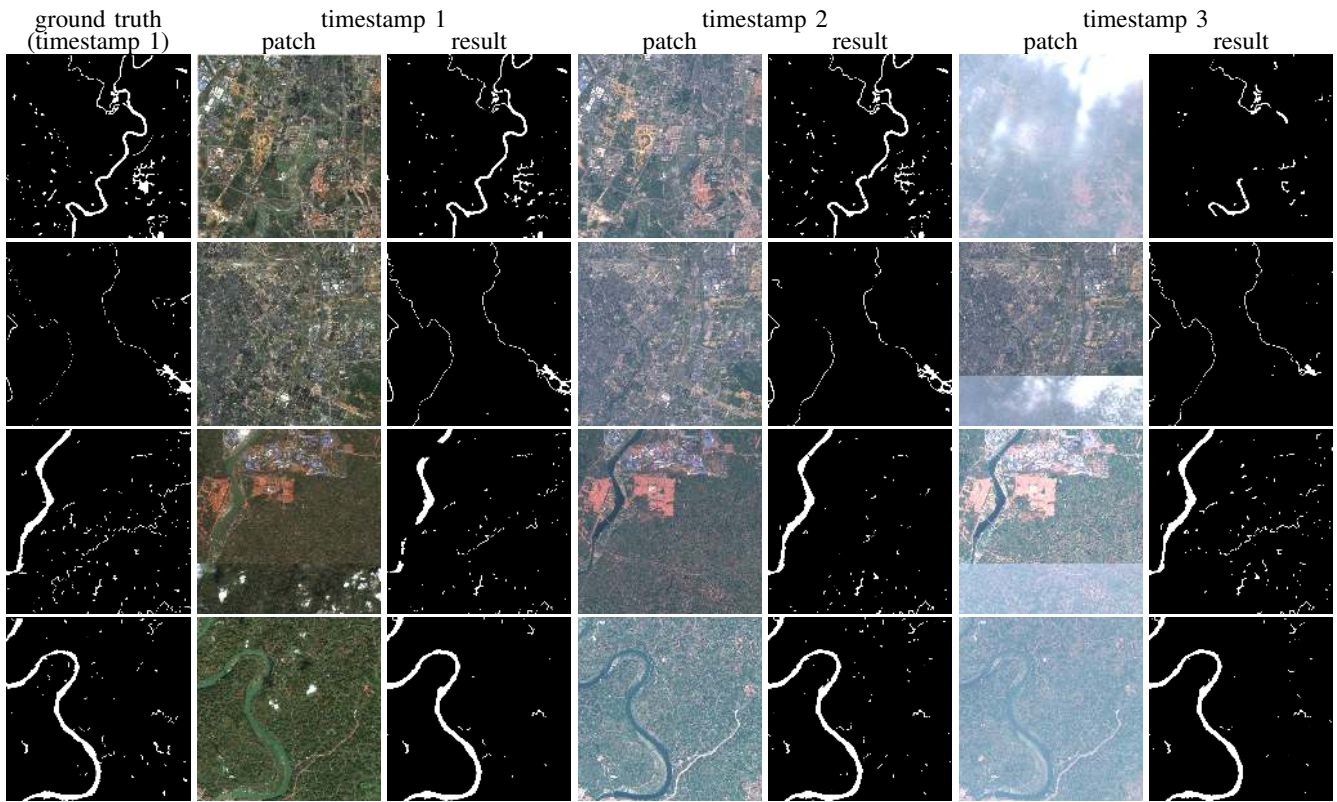 ground truth
(timestamp 1)
timestamp 1
patch
result
timestamp 2
patch
result
timestamp 3
patch
result